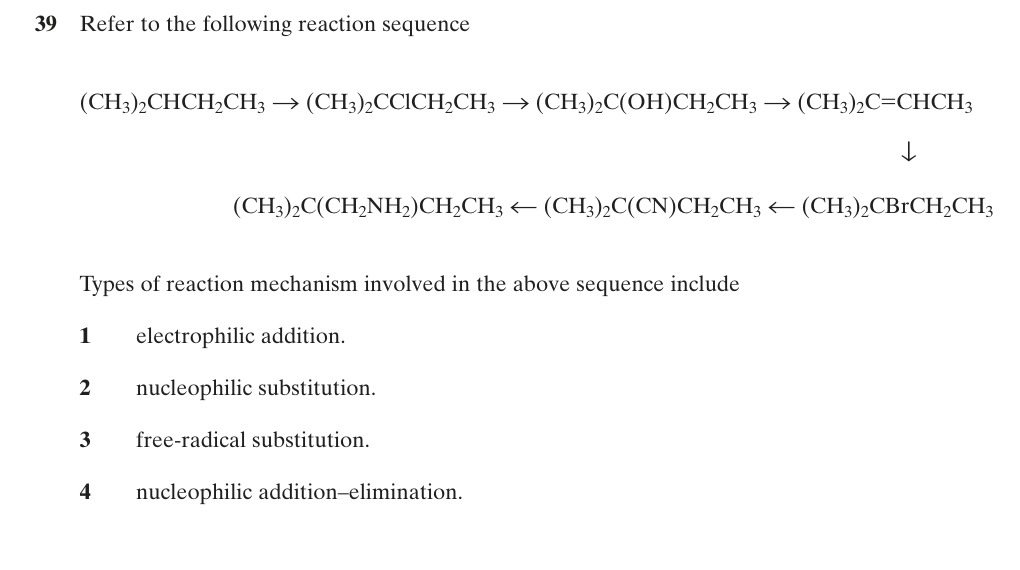 39 Refer to the following reaction sequence
(CH₃)₂CHCH₂CH₃ → (CH₃)₂CClCH₂CH₃ → (CH₃)₂C(OH)CH₂CH₃ → (CH₃)₂C=CHCH₃
↓
(CH₃)₂C(CH₂NH₂)CH₂CH₃ ← (CH₃)₂C(CN)CH₂CH₃ ← (CH₃)₂CBrCH₂CH₃
Types of reaction mechanism involved in the above sequence include
1 electrophilic addition.
2 nucleophilic substitution.
3 free-radical substitution.
4 nucleophilic addition–elimination.